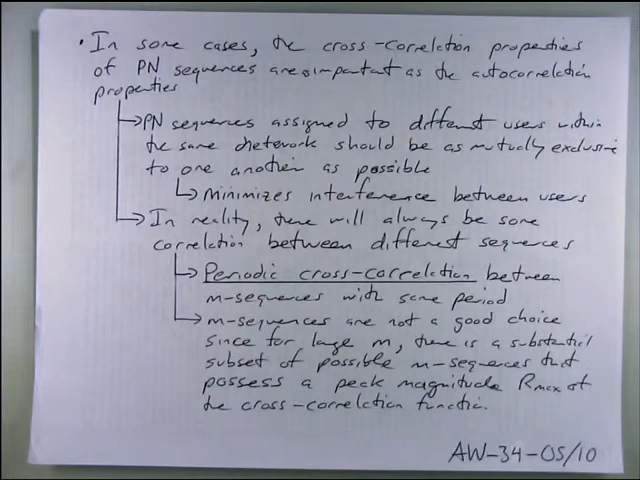 • In some cases, the cross-correlation properties
of PN sequences are as important as the autocorrelation
properties
PN sequences assigned to different users within
the same network should be as mutually exclusive
to one another as possible
Minimizes interference between users
In reality, there will always be some
correlation between different sequences
Periodic cross-correlation between
m-sequences with same period
m-sequences are not a good choice
since for large m, there is a substantial
subset of possible m-sequences that
possess a peak magnitude Rmax of
the cross-correlation function.
AW-34-OS/10